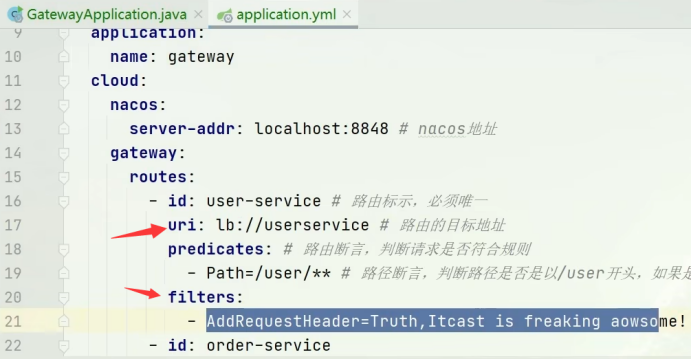 GatewayApplication.java × application.yml ×
9 application:
10 name: gateway
11 cloud:
12 nacos:
13 server-addr: localhost:8848 # nacos地址
14 gateway:
15 routes:
16 - id: user-service # 路由标示，必须唯一
17 uri: lb://userservice # 路由的目标地址
18 predicates: # 路由断言，判断请求是否符合规则
19 - Path=/user/** # 路径断言，判断路径是否是以/user开头，如果是
20 filters:
21 - AddRequestHeader=Truth,Itcast is freaking aowsome!
22 - id: order-service